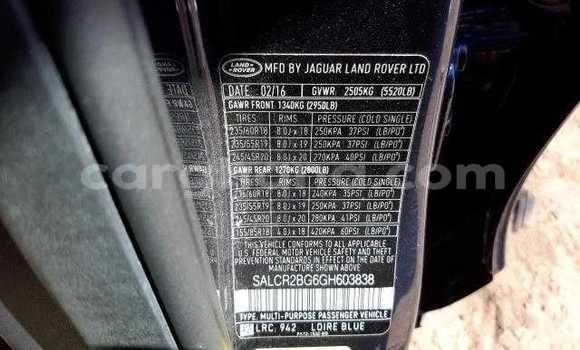 LAND ROVER
MFD BY JAGUAR LAND ROVER LTD
DATE 02/16 GVWR 2505KG (5520LB)
GAWR FRONT 1340KG (2950LB)
TIRES RIMS PRESSURE (COLD SINGLE)
235/60R18 8.0J x 18 250KPA 37PSI (LB/PO²)
235/55R19 8.0J x 19 250KPA 37PSI (LB/PO²)
245/45R20 8.0J x 20 270KPA 40PSI (LB/PO²)
GAWR REAR 1270KG (2800LB)
TIRES RIMS PRESSURE (COLD SINGLE)
235/60R18 8.0J x 18 240KPA 35PSI (LB/PO²)
235/55R19 8.0J x 19 250KPA 37PSI (LB/PO²)
245/45R20 8.0J x 20 280KPA 41PSI (LB/PO²)
155/85R18 4.0J x 18 420KPA 60PSI (LB/PO²)
THIS VEHICLE CONFORMS TO ALL APPLICABLE
U.S FEDERAL MOTOR VEHICLE SAFETY
STANDARDS IN EFFECT ON THE DATE OF
MANUFACTURE SHOWN ABOVE
SALCR2BG6GH603838
TYPE: MULTI-PURPOSE PASSENGER VEHICLE
LRC. 942 LOIRE BLUE